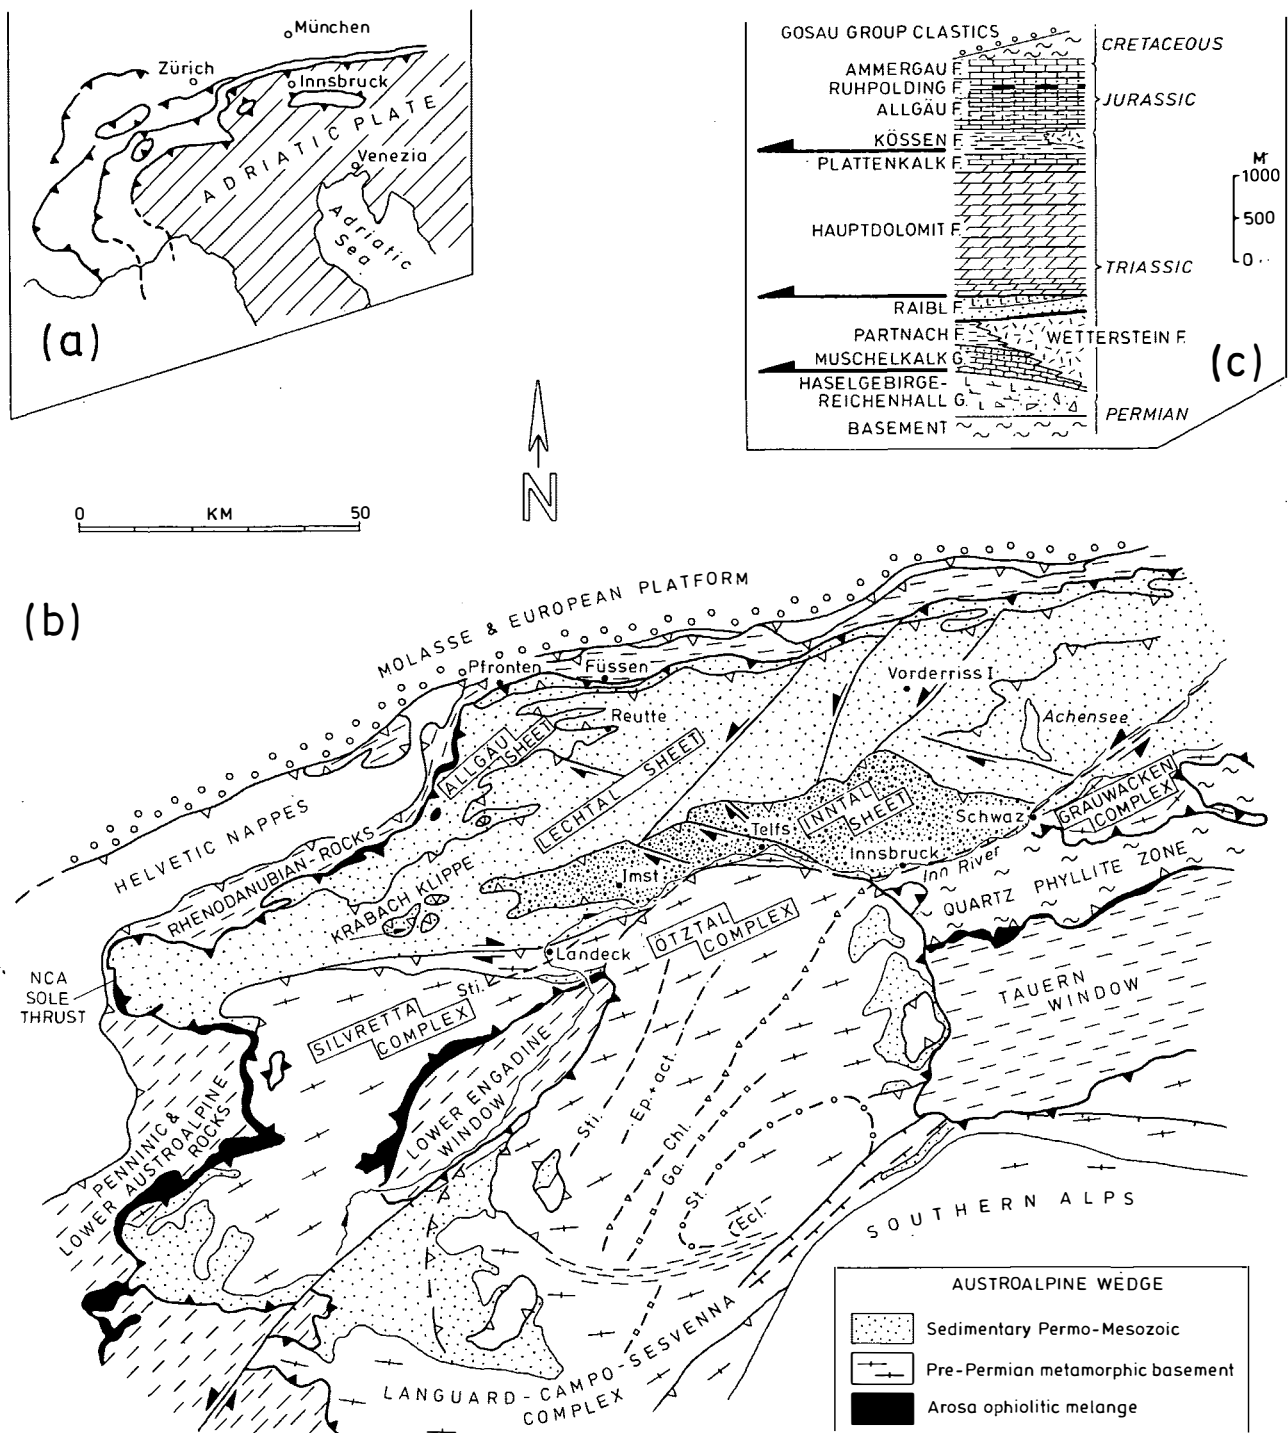 München
Zürich
Innsbruck
ADRIATIC PLATE
Venezia
Adriatic
Sea
(a)
GOSAU GROUP CLASTICS
CRETACEOUS
AMMERGAU F.
RUHPOLDING F.
ALLGÄU F.
JURASSIC
KÖSSEN F.
PLATTENKALK F.
M
1000
500
0
HAUPTDOLOMIT F.
TRIASSIC
RAIBL F.
PARTNACH F.
WETTERSTEIN F.
MUSCHELKALK G.
(c)
HASELGEBIRGE-
REICHENHALL G.
PERMIAN
BASEMENT
N
0 KM 50
(b)
MOLASSE & EUROPEAN PLATFORM
Pfronten
Füssen
Vorderriss I
Reutte
Achensee
ALLGÄU
SHEET
LECHTAL SHEET
HELVETIC NAPPES
INNTAL
SHEET
GRAUWACKEN
COMPLEX
Schwaz
Telfs
Innsbruck
Inn River
RHENODANUBIAN-ROCKS
Imst
QUARTZ PHYLLITE ZONE
KRABACH KLIPPE
ÖTZTAL
COMPLEX
Landeck
NCA
SOLE
THRUST
Sti.
TAUERN
WINDOW
SILVRETTA
COMPLEX
LOWER ENGADINE
WINDOW
PENNINIC &
LOWER AUSTROALPINE
ROCKS
Sti.
Ep.+act.
Chl.
Ga.
St.
Ecl.
SOUTHERN ALPS
LANGUARD-CAMPO-SESVENNA
COMPLEX
AUSTROALPINE WEDGE
Sedimentary Permo-Mesozoic
Pre-Permian metamorphic basement
Arosa ophiolitic melange